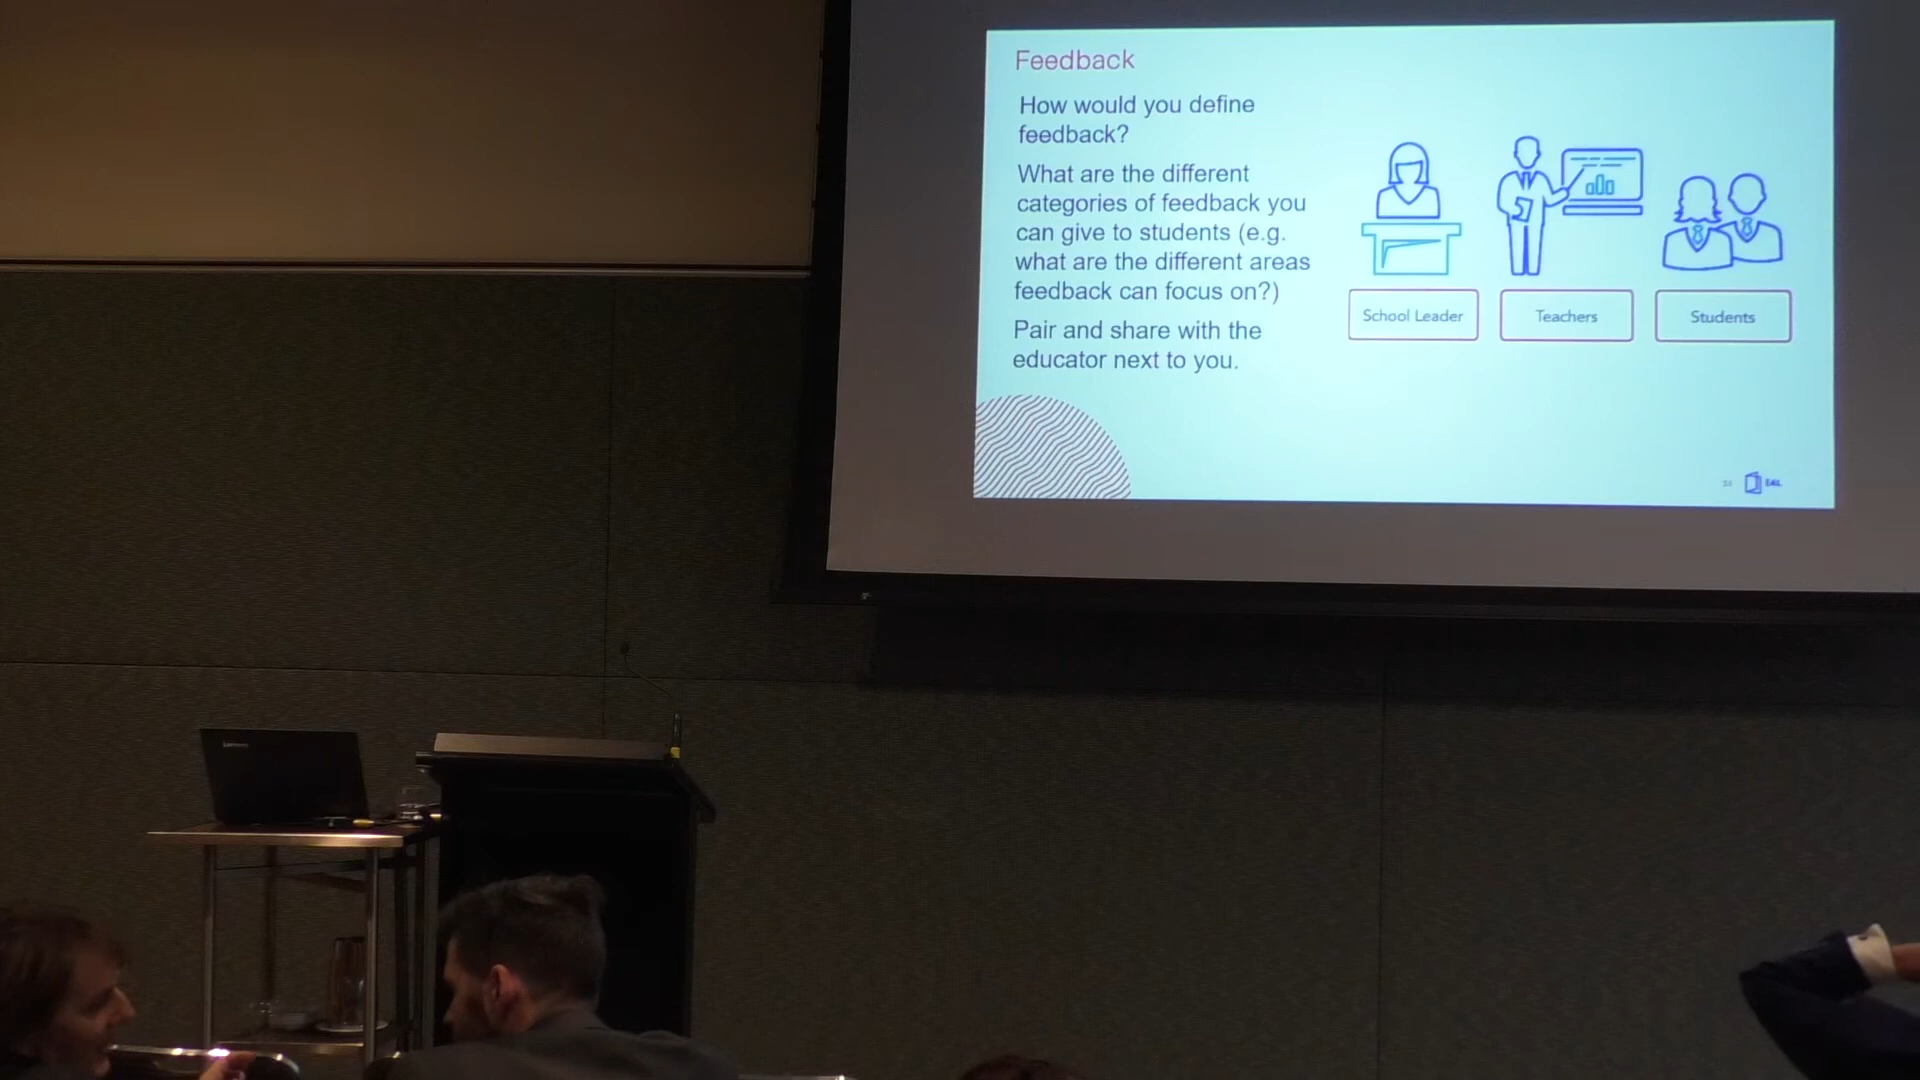 Feedback
How would you define
feedback?
What are the different
categories of feedback you
can give to students (e.g.
what are the different areas
feedback can focus on?)
Pair and share with the
educator next to you.
School Leader
Teachers
Students
Lenovo